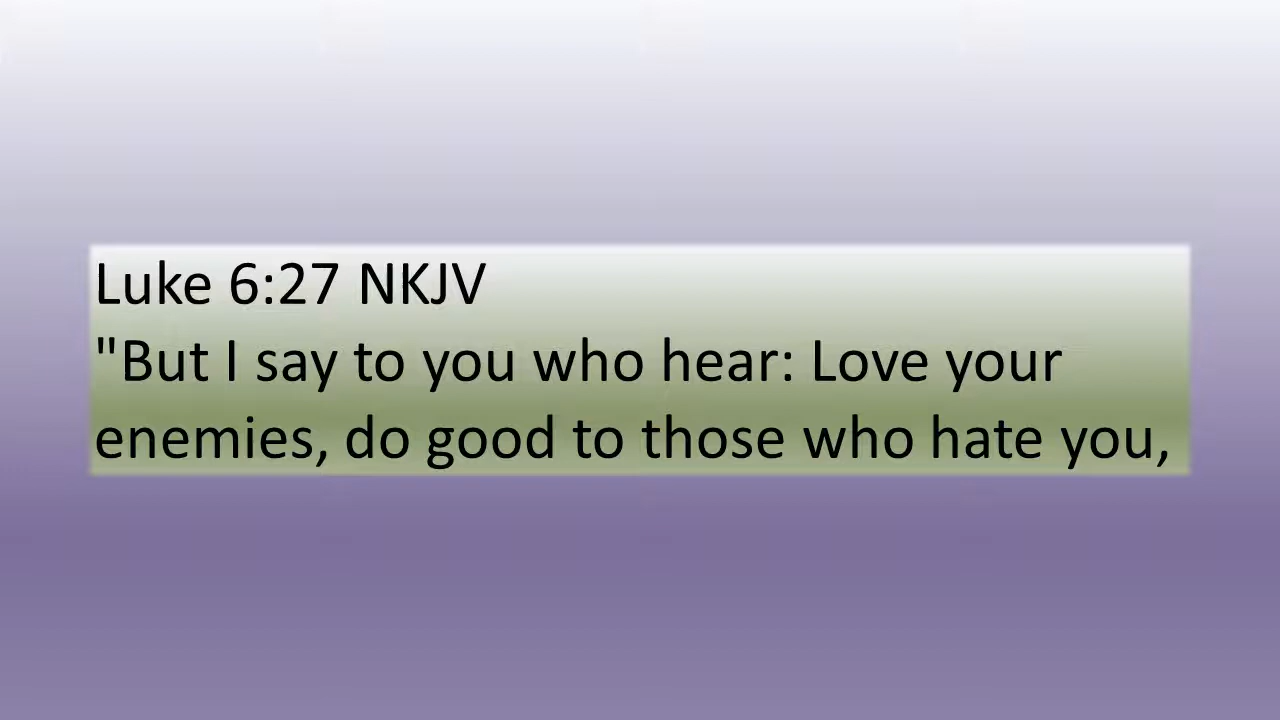 Luke 6:27 NKJV
"But I say to you who hear: Love your
enemies, do good to those who hate you,